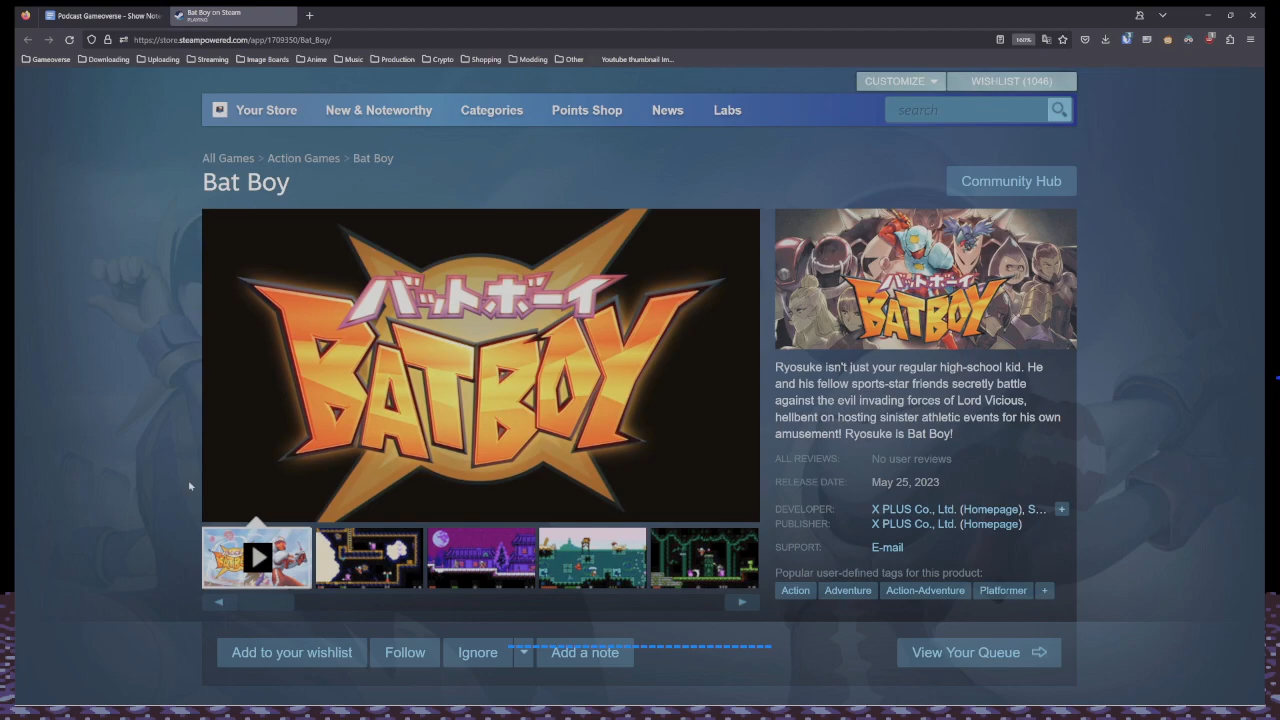 Podcast Gameoverse - Show Note
Bat Boy on Steam
PLAYING
https://store.steampowered.com/app/1709350/Bat_Boy/
160%
Gameoverse Downloading Uploading Streaming Image Boards Anime Music Production Crypto Shopping Modding Other Youtube thumbnail im...
CUSTOMIZE WISHLIST (1046)
Your Store New & Noteworthy Categories Points Shop News Labs search
All Games > Action Games > Bat Boy
Bat Boy
Community Hub
バットボーイ
BATBOY
バットボーイ
BATBOY
Ryosuke isn't just your regular high-school kid. He
and his fellow sports-star friends secretly battle
against the evil invading forces of Lord Vicious,
hellbent on hosting sinister athletic events for his own
amusement! Ryosuke is Bat Boy!
ALL REVIEWS: No user reviews
RELEASE DATE: May 25, 2023
DEVELOPER: X PLUS Co., Ltd. (Homepage), S... +
PUBLISHER: X PLUS Co., Ltd. (Homepage)
SUPPORT: E-mail
Popular user-defined tags for this product:
Action Adventure Action-Adventure Platformer +
Add to your wishlist Follow Ignore Add a note View Your Queue